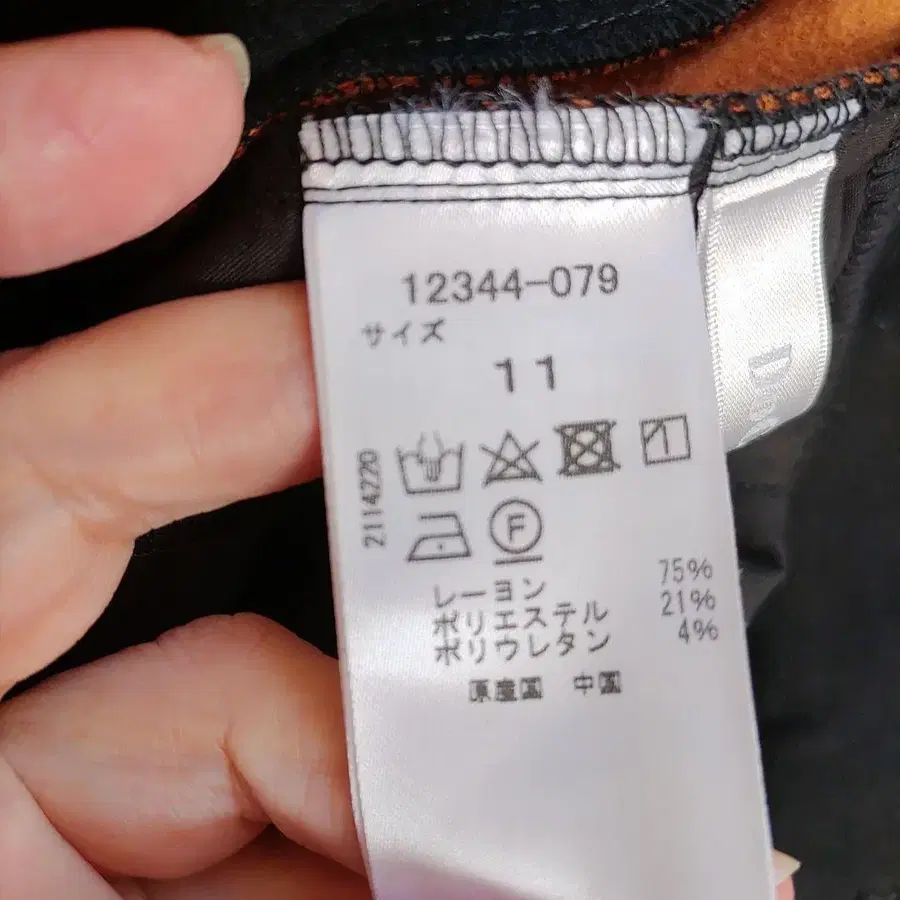 12344-079
サイズ
11
2114220
F
レーヨン 75%
ポリエステル 21%
ポリウレタン 4%
原産国 中国